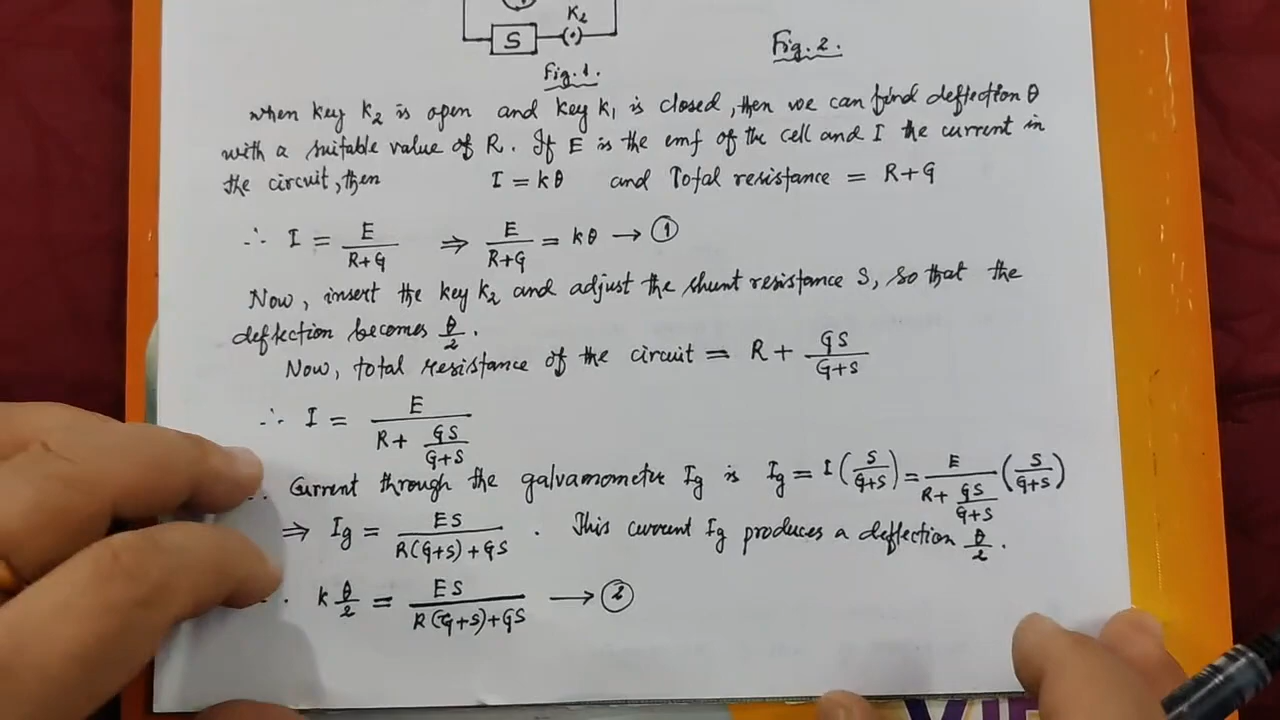 K₂
S
Fig. 1.
Fig. 2.
when key K₂ is open and key K₁ is closed, then we can find deflection θ
with a suitable value of R. If E is the emf of the cell and I the current in
the circuit, then I = kθ and Total resistance = R+G
∴ I = E/(R+G) ⇒ E/(R+G) = kθ → ①
Now, insert the key K₂ and adjust the shunt resistance S, so that the
deflection becomes θ/2.
Now, total resistance of the circuit = R + GS/(G+S)
∴ I = E/(R + GS/(G+S))
Current through the galvamometer Ig is Ig = I(S/(G+S)) = E/(R + GS/(G+S)) (S/(G+S))
⇒ Ig = ES/(R(G+S)+GS) . This current Ig produces a deflection θ/2.
k θ/2 = ES/(R(G+S)+GS) → ②